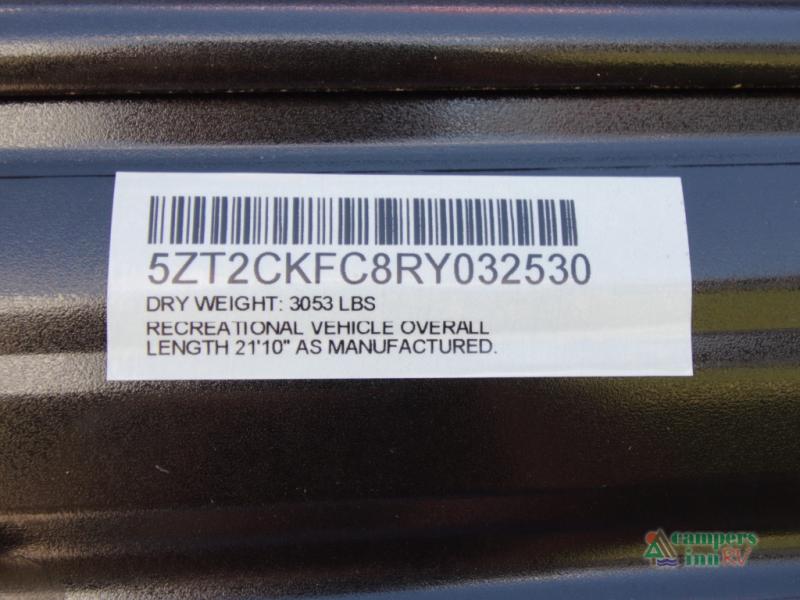 5ZT2CKFC8RY032530
DRY WEIGHT: 3053 LBS
RECREATIONAL VEHICLE OVERALL
LENGTH 21'10" AS MANUFACTURED.
campers
inn RV